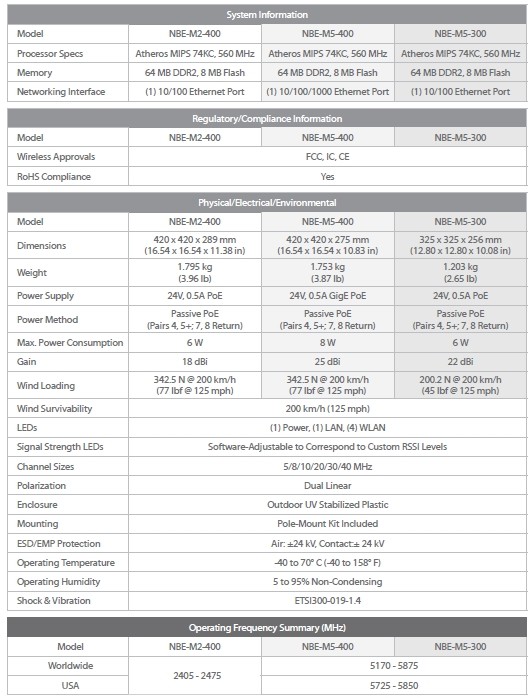 System Information
Model NBE-M2-400 NBE-M5-400 NBE-M5-300
Processor Specs Atheros MIPS 74KC, 560 MHz Atheros MIPS 74KC, 560 MHz Atheros MIPS 74KC, 560 MHz
Memory 64 MB DDR2, 8 MB Flash 64 MB DDR2, 8 MB Flash 64 MB DDR2, 8 MB Flash
Networking Interface (1) 10/100 Ethernet Port (1) 10/100/1000 Ethernet Port (1) 10/100 Ethernet Port
Regulatory/Compliance Information
Model NBE-M2-400 NBE-M5-400 NBE-M5-300
Wireless Approvals FCC, IC, CE
RoHS Compliance Yes
Physical/Electrical/Environmental
Model NBE-M2-400 NBE-M5-400 NBE-M5-300
Dimensions 420 x 420 x 289 mm 420 x 420 x 275 mm 325 x 325 x 256 mm
(16.54 x 16.54 x 11.38 in) (16.54 x 16.54 x 10.83 in) (12.80 x 12.80 x 10.08 in)
Weight 1.795 kg 1.753 kg 1.203 kg
(3.96 lb) (3.87 lb) (2.65 lb)
Power Supply 24V, 0.5A PoE 24V, 0.5A GigE PoE 24V, 0.5A PoE
Power Method Passive PoE Passive PoE Passive PoE
(Pairs 4, 5+; 7, 8 Return) (Pairs 4, 5+; 7, 8 Return) (Pairs 4, 5+; 7, 8 Return)
Max. Power Consumption 6 W 8 W 6 W
Gain 18 dBi 25 dBi 22 dBi
Wind Loading 342.5 N @ 200 km/h 342.5 N @ 200 km/h 200.2 N @ 200 km/h
(77 lbf @ 125 mph) (77 lbf @ 125 mph) (45 lbf @ 125 mph)
Wind Survivability 200 km/h (125 mph)
LEDs (1) Power, (1) LAN, (4) WLAN
Signal Strength LEDs Software-Adjustable to Correspond to Custom RSSI Levels
Channel Sizes 5/8/10/20/30/40 MHz
Polarization Dual Linear
Enclosure Outdoor UV Stabilized Plastic
Mounting Pole-Mount Kit Included
ESD/EMP Protection Air: ±24 kV, Contact:± 24 kV
Operating Temperature -40 to 70° C (-40 to 158° F)
Operating Humidity 5 to 95% Non-Condensing
Shock & Vibration ETSI300-019-1.4
Operating Frequency Summary (MHz)
Model NBE-M2-400 NBE-M5-400 NBE-M5-300
Worldwide 2405 - 2475 5170 - 5875
USA 5725 - 5850